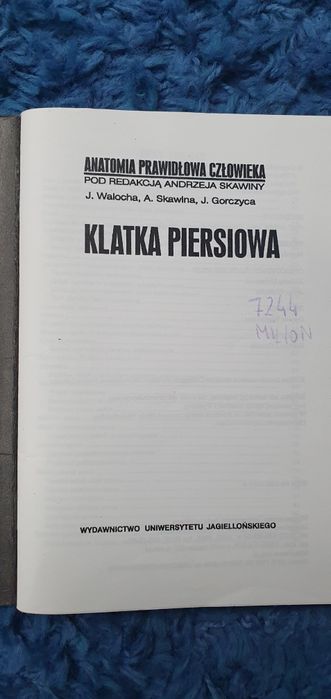 ANATOMIA PRAWIDŁOWA CZŁOWIEKA
POD REDAKCJĄ ANDRZEJA SKAWINY
J. Walocha, A. Skawina, J. Gorczyca
KLATKA PIERSIOWA
7244
WYDAWNICTWO UNIWERSYTETU JAGIELLOŃSKIEGO